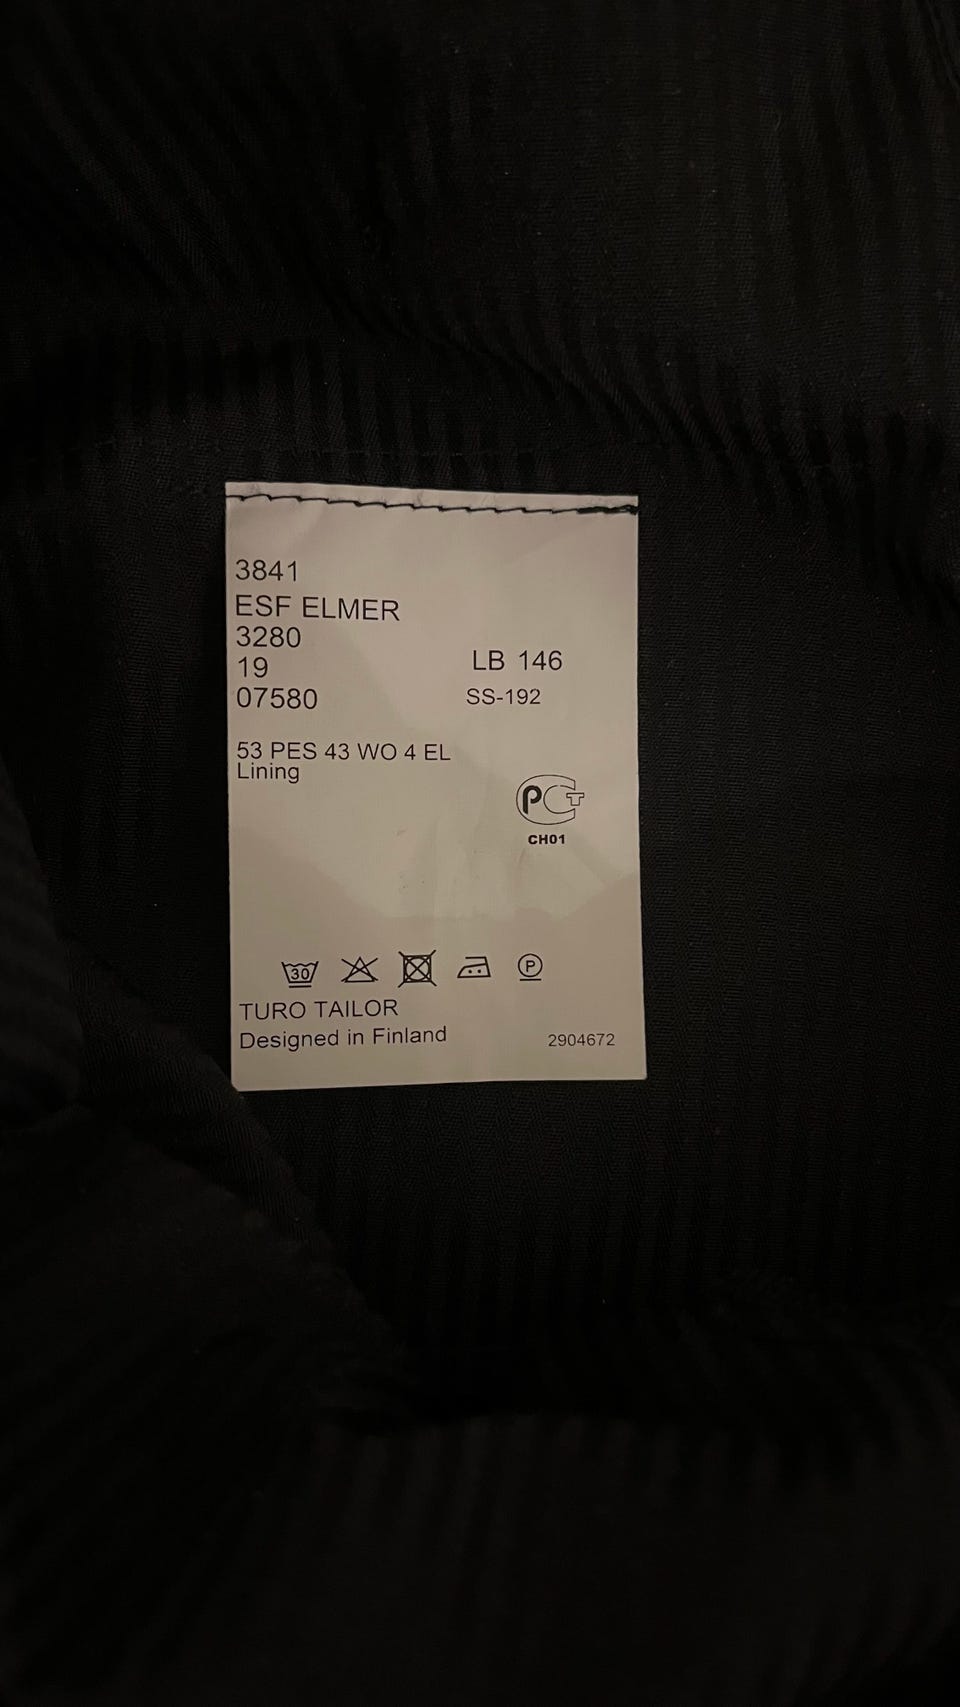 3841
ESF ELMER
3280
19 LB 146
07580 SS-192
53 PES 43 WO 4 EL
Lining
РСТ
CH01
30 P
TURO TAILOR
Designed in Finland 2904672